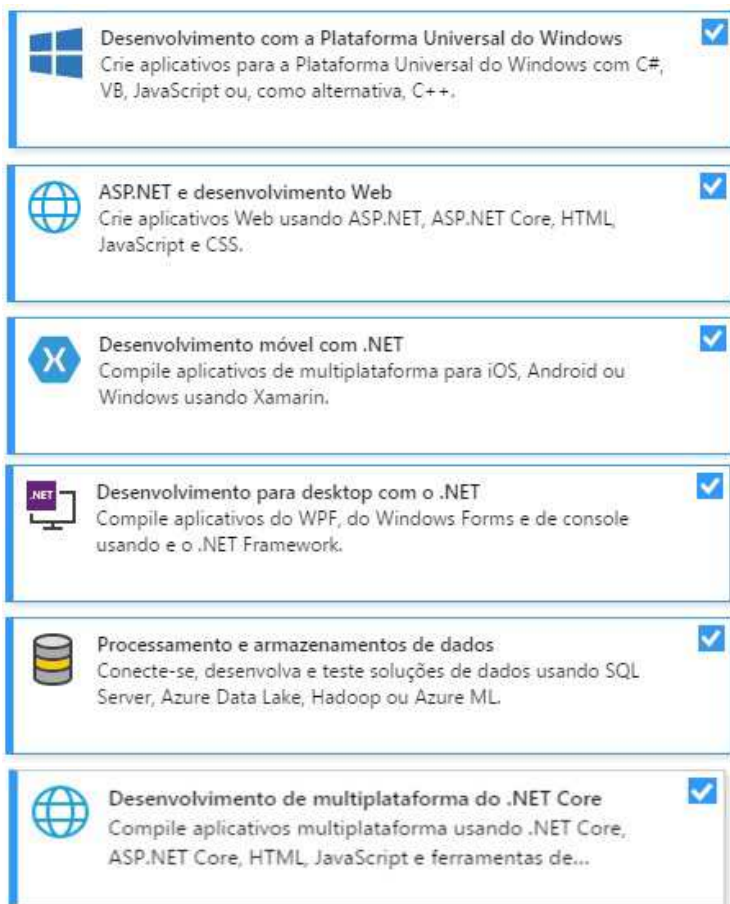 Desenvolvimento com a Plataforma Universal do Windows
Crie aplicativos para a Plataforma Universal do Windows com C#,
VB, JavaScript ou, como alternativa, C++.
ASP.NET e desenvolvimento Web
Crie aplicativos Web usando ASP.NET, ASP.NET Core, HTML,
JavaScript e CSS.
Desenvolvimento móvel com .NET
Compile aplicativos de multiplataforma para iOS, Android ou
Windows usando Xamarin.
.NET
Desenvolvimento para desktop com o .NET
Compile aplicativos do WPF, do Windows Forms e de console
usando e o .NET Framework.
Processamento e armazenamentos de dados
Conecte-se, desenvolva e teste soluções de dados usando SQL
Server, Azure Data Lake, Hadoop ou Azure ML.
Desenvolvimento de multiplataforma do .NET Core
Compile aplicativos multiplataforma usando .NET Core,
ASP.NET Core, HTML, JavaScript e ferramentas de...